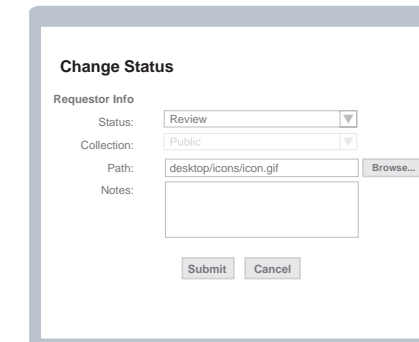 Change Status
Requestor Info
Status: Review
Collection: Public
Path: desktop/icons/icon.gif Browse...
Notes:
Submit Cancel